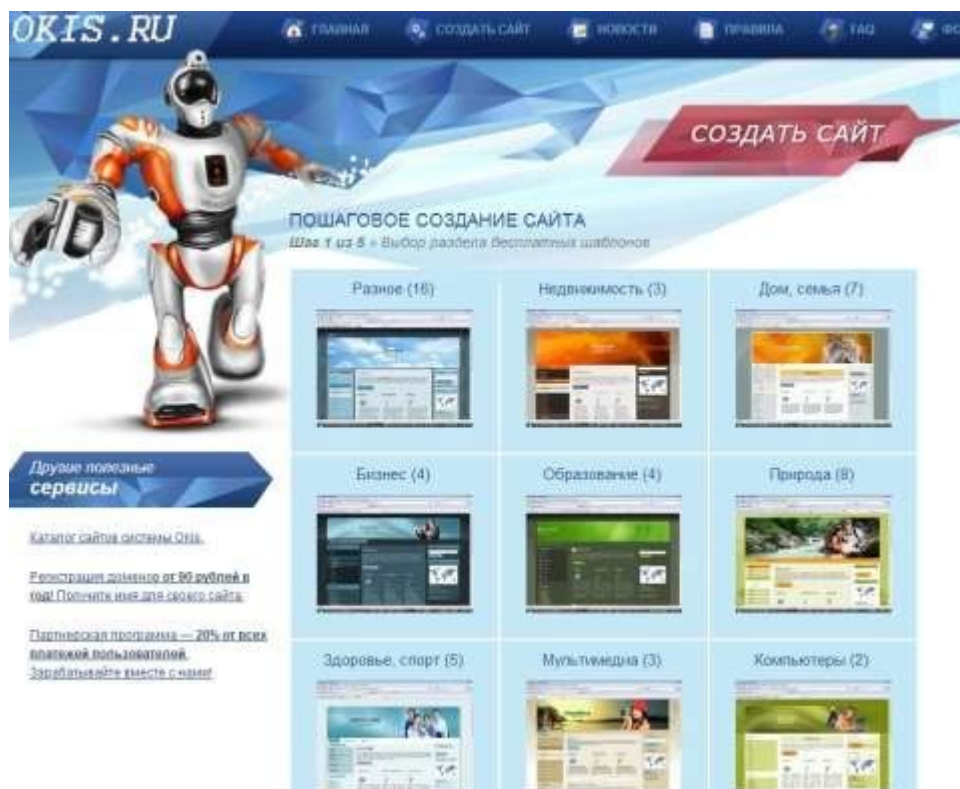 OKIS.RU
ГЛАВНАЯ
СОЗДАТЬ САЙТ
НОВОСТИ
ПРАВИЛА
FAQ
СОЗДАТЬ САЙТ
ПОШАГОВОЕ СОЗДАНИЕ САЙТА
Шаг 1 из 5 » Выбор раздела бесплатных шаблонов
Разное (16)
Недвижимость (3)
Дом, семья (7)
Бизнес (4)
Образование (4)
Природа (8)
Здоровье, спорт (5)
Мультимедиа (3)
Компьютеры (2)
Другие полезные
сервисы
Каталог сайтов системы Okis.
Регистрация доменов от 90 рублей в
год! Получите имя для своего сайта.
Партнерская программа — 20% от всех
платежей пользователей.
Зарабатывайте вместе с нами!